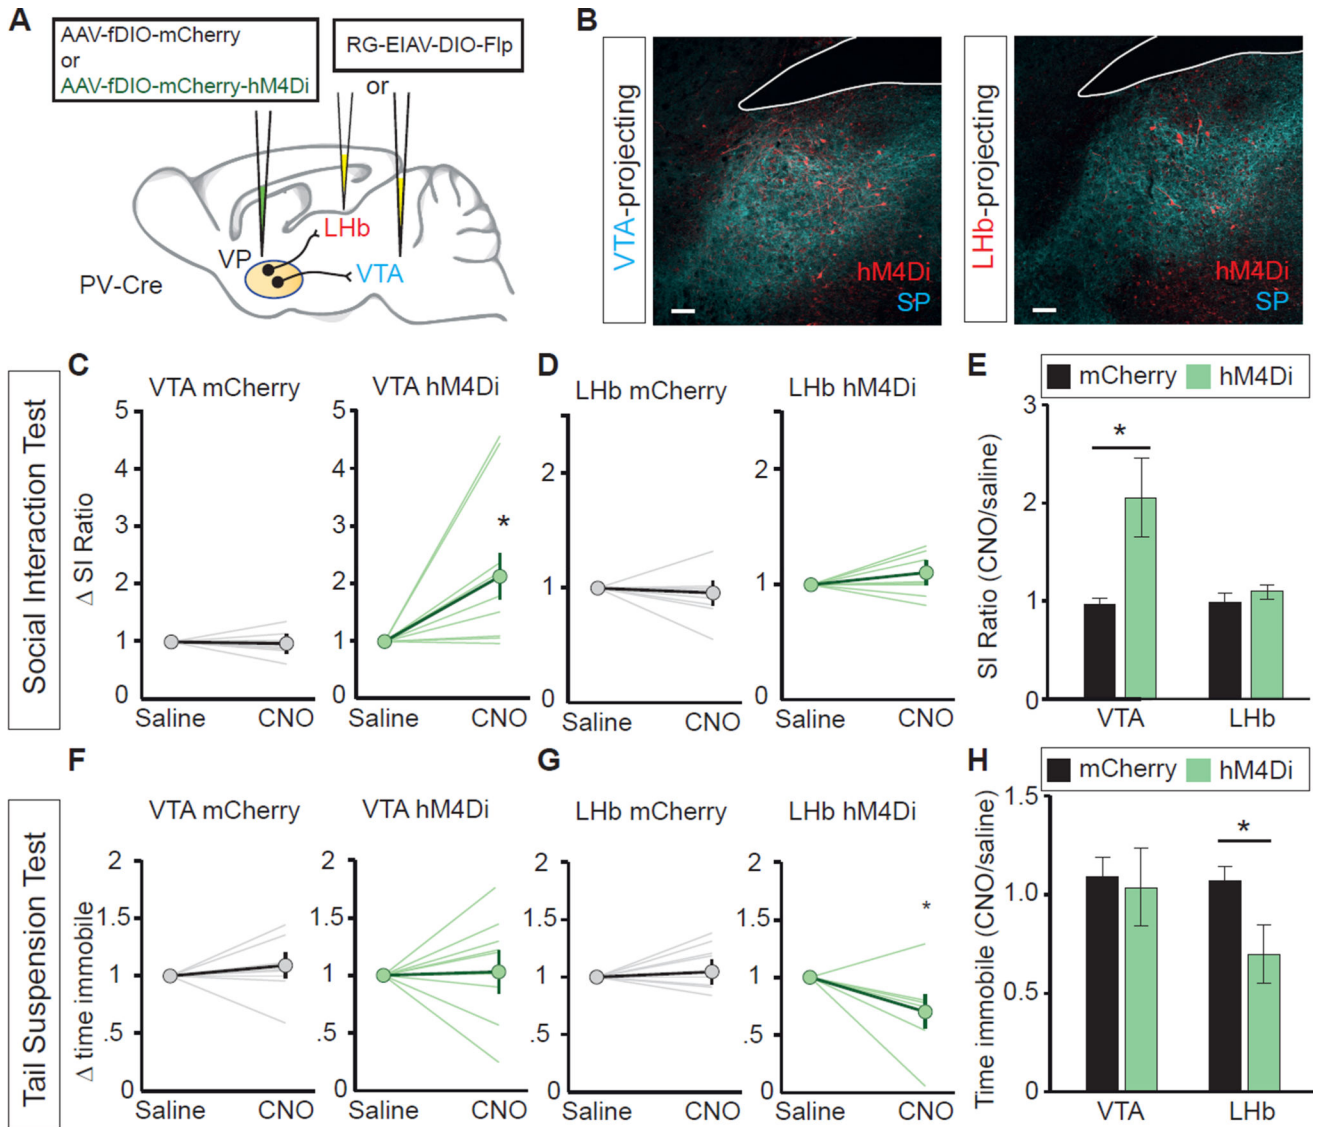 A
AAV-fDIO-mCherry
or
AAV-fDIO-mCherry-hM4Di
RG-EIAV-DIO-Flp
or
LHb
VP
VTA
PV-Cre
B
VTA-projecting
hM4Di
SP
LHb-projecting
hM4Di
SP
Social Interaction Test
C
VTA mCherry
VTA hM4Di
Δ SI Ratio
5
4
3
2
1
0
Saline
CNO
5
4
3
2
1
0
*
Saline
CNO
D
LHb mCherry
LHb hM4Di
2
1
0
Saline
CNO
2
1
0
Saline
CNO
E
mCherry
hM4Di
SI Ratio (CNO/saline)
3
2
1
0
*
VTA
LHb
Tail Suspension Test
F
VTA mCherry
VTA hM4Di
Δ time immobile
2
1.5
1
.5
0
Saline
CNO
2
1.5
1
.5
0
Saline
CNO
G
LHb mCherry
LHb hM4Di
2
1.5
1
.5
0
Saline
CNO
2
1.5
1
.5
0
*
Saline
CNO
H
mCherry
hM4Di
Time immobile (CNO/saline)
1.5
1.0
0.5
0
*
VTA
LHb